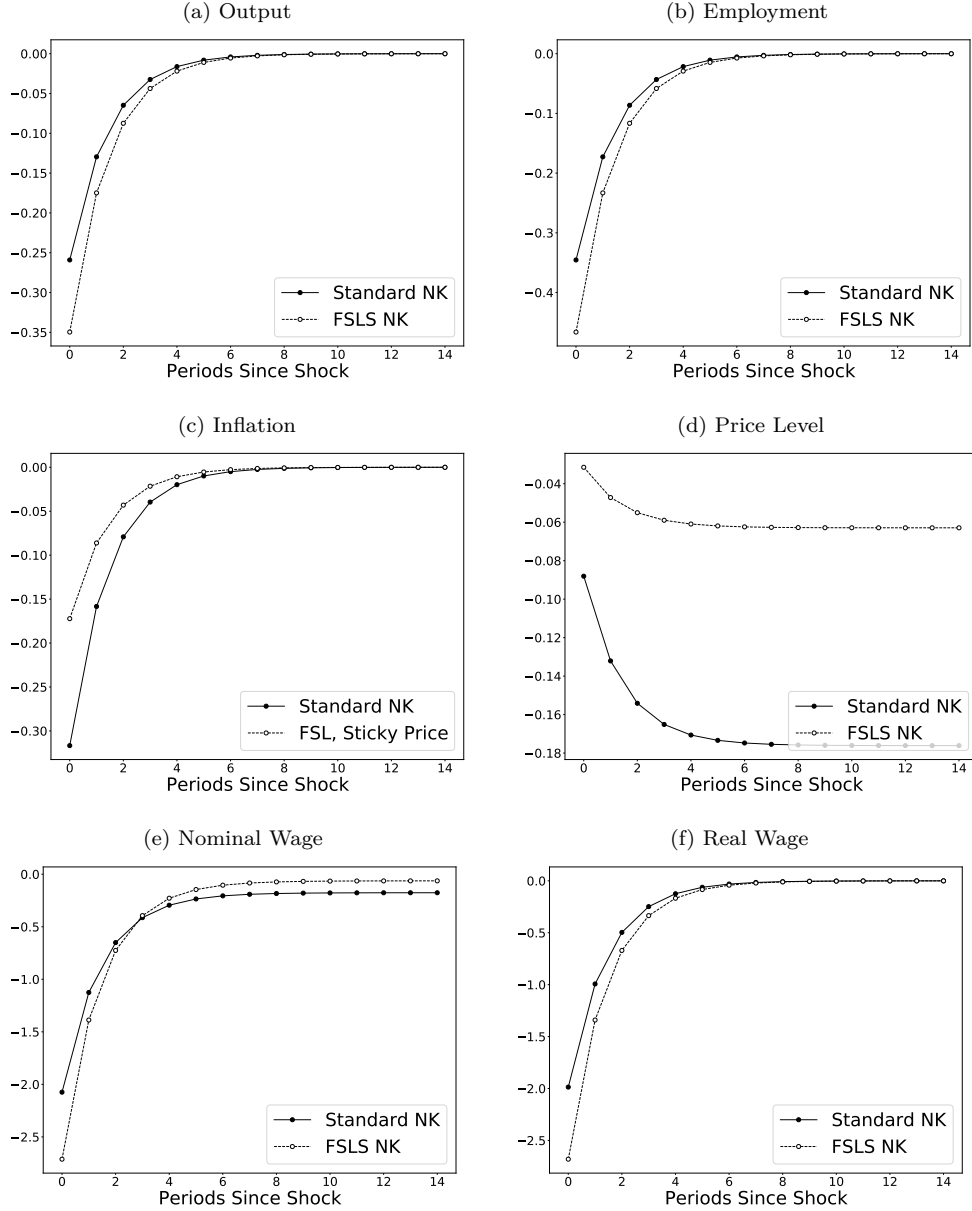 (a) Output
(b) Employment
0.00
−0.05
−0.10
−0.15
−0.20
−0.25
−0.30
−0.35
Standard NK
FSLS NK
0 2 4 6 8 10 12 14
Periods Since Shock
0.0
−0.1
−0.2
−0.3
−0.4
Standard NK
FSLS NK
0 2 4 6 8 10 12 14
Periods Since Shock
(c) Inflation
(d) Price Level
0.00
−0.05
−0.10
−0.15
−0.20
−0.25
−0.30
Standard NK
FSL, Sticky Price
0 2 4 6 8 10 12 14
Periods Since Shock
−0.04
−0.06
−0.08
−0.10
−0.12
−0.14
−0.16
−0.18
Standard NK
FSLS NK
0 2 4 6 8 10 12 14
Periods Since Shock
(e) Nominal Wage
(f) Real Wage
0.0
−0.5
−1.0
−1.5
−2.0
−2.5
Standard NK
FSLS NK
0 2 4 6 8 10 12 14
Periods Since Shock
0.0
−0.5
−1.0
−1.5
−2.0
−2.5
Standard NK
FSLS NK
0 2 4 6 8 10 12 14
Periods Since Shock